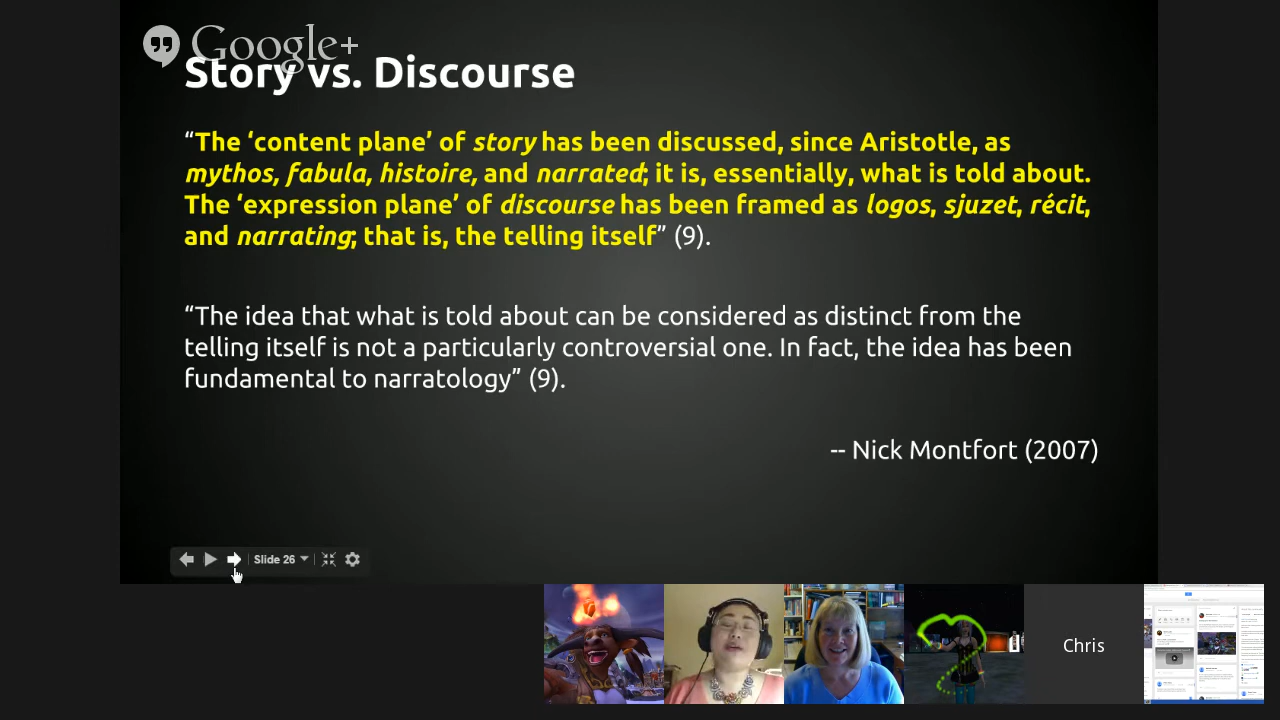 Google+
Story vs. Discourse
“The ‘content plane’ of story has been discussed, since Aristotle, as
mythos, fabula, histoire, and narrated; it is, essentially, what is told about.
The ‘expression plane’ of discourse has been framed as logos, sjuzet, récit,
and narrating; that is, the telling itself” (9).
“The idea that what is told about can be considered as distinct from the
telling itself is not a particularly controversial one. In fact, the idea has been
fundamental to narratology” (9).
-- Nick Montfort (2007)
Slide 26
Chris